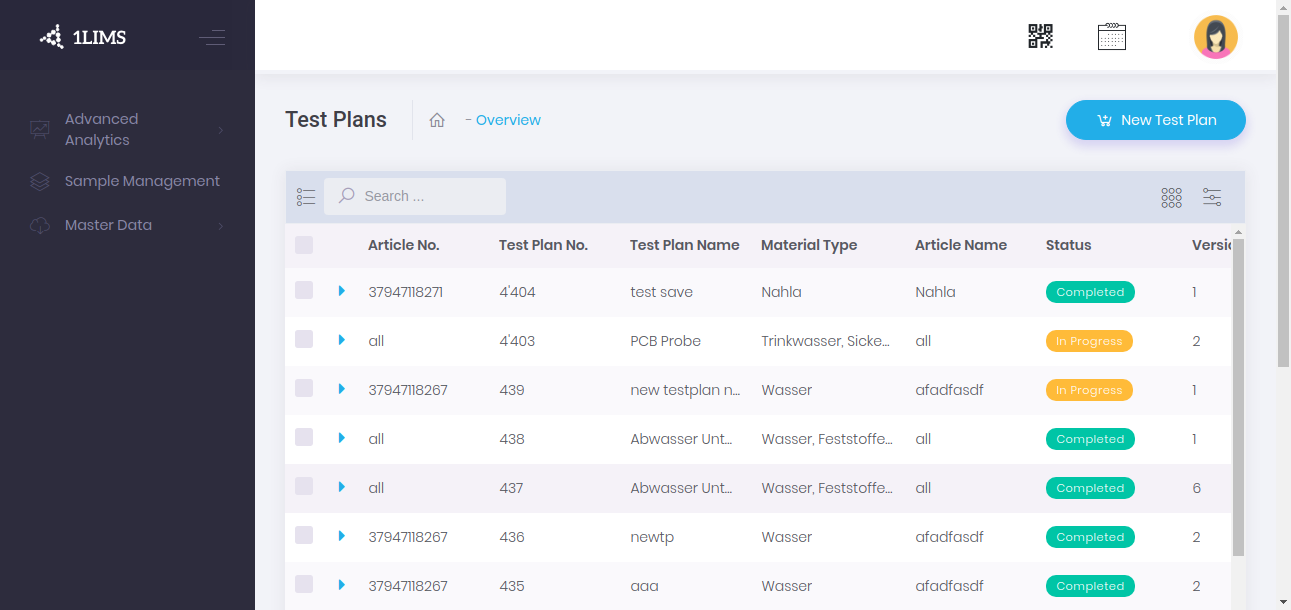 1LIMS
Advanced
Analytics
Sample Management
Master Data
Test Plans
- Overview
New Test Plan
Search ...
Article No. Test Plan No. Test Plan Name Material Type Article Name Status Versio
37947118271 4'404 test save Nahla Nahla Completed 1
all 4'403 PCB Probe Trinkwasser, Sicke... all In Progress 2
37947118267 439 new testplan n... Wasser afadfasdf In Progress 1
all 438 Abwasser Unt... Wasser, Feststoffe... all Completed 1
all 437 Abwasser Unt... Wasser, Feststoffe... all Completed 6
37947118267 436 newtp Wasser afadfasdf Completed 2
37947118267 435 aaa Wasser afadfasdf Completed 2